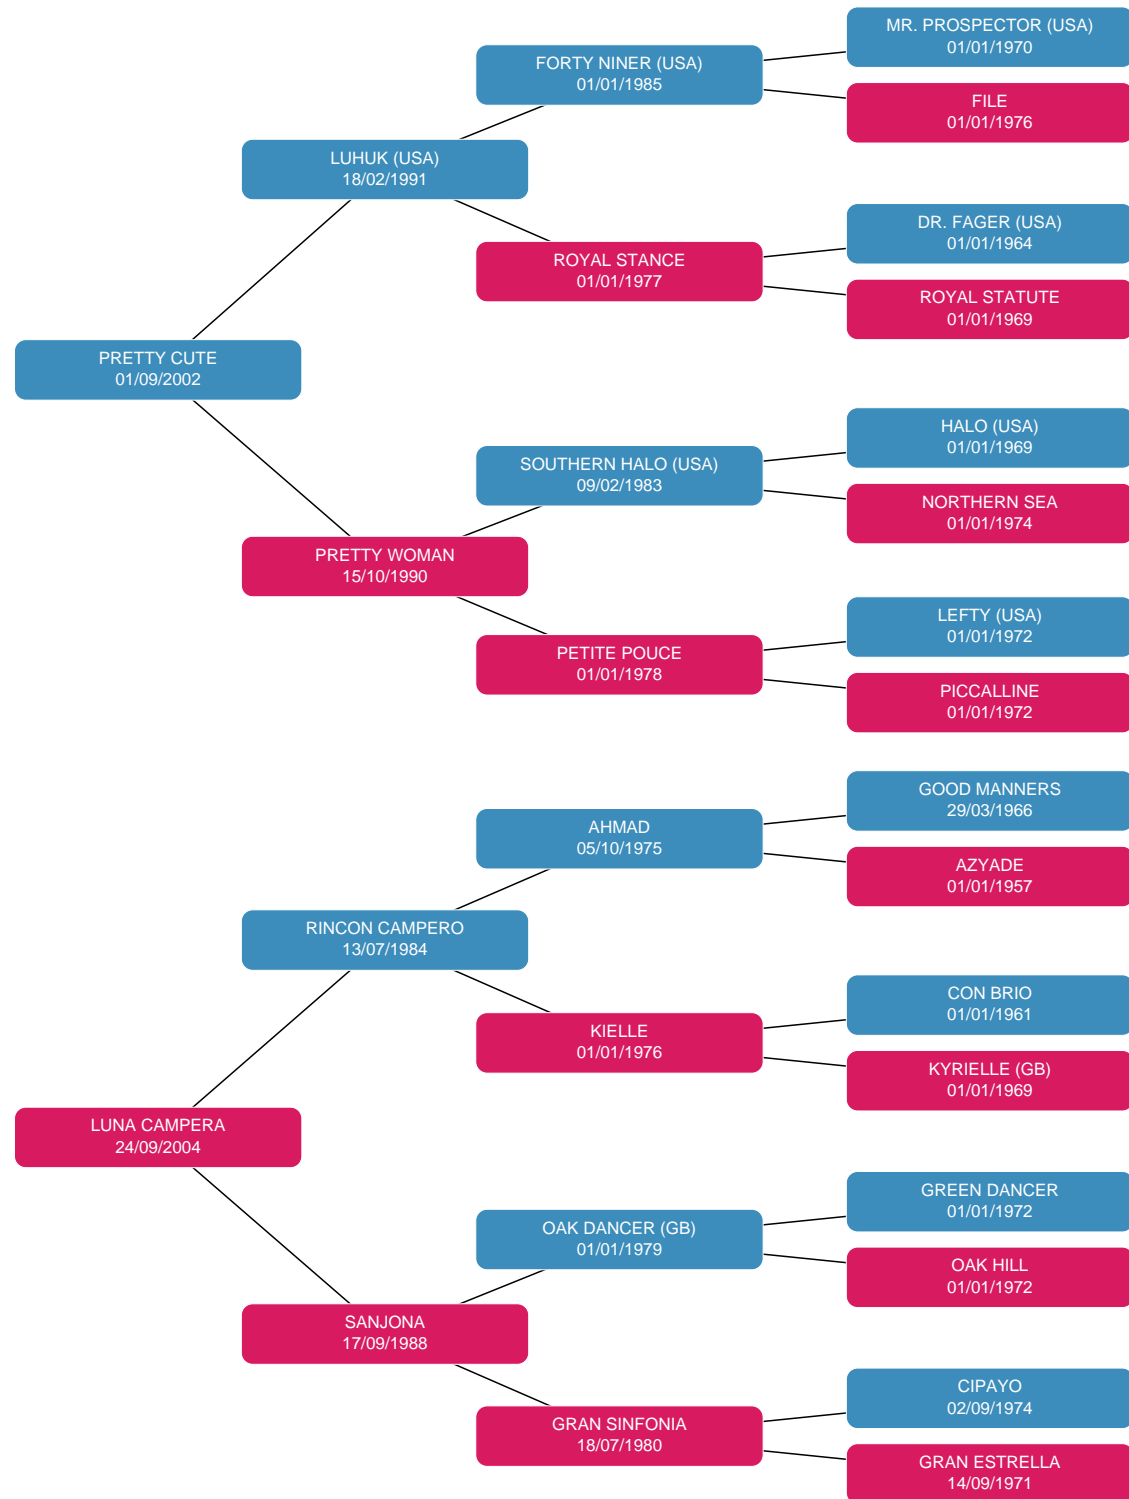 MR. PROSPECTOR (USA)
01/01/1970
FORTY NINER (USA)
01/01/1985
FILE
01/01/1976
LUHUK (USA)
18/02/1991
DR. FAGER (USA)
01/01/1964
ROYAL STANCE
01/01/1977
ROYAL STATUTE
01/01/1969
PRETTY CUTE
01/09/2002
HALO (USA)
01/01/1969
SOUTHERN HALO (USA)
09/02/1983
NORTHERN SEA
01/01/1974
PRETTY WOMAN
15/10/1990
LEFTY (USA)
01/01/1972
PETITE POUCE
01/01/1978
PICCALLINE
01/01/1972
GOOD MANNERS
29/03/1966
AHMAD
05/10/1975
AZYADE
01/01/1957
RINCON CAMPERO
13/07/1984
CON BRIO
01/01/1961
KIELLE
01/01/1976
KYRIELLE (GB)
01/01/1969
LUNA CAMPERA
24/09/2004
GREEN DANCER
01/01/1972
OAK DANCER (GB)
01/01/1979
OAK HILL
01/01/1972
SANJONA
17/09/1988
CIPAYO
02/09/1974
GRAN SINFONIA
18/07/1980
GRAN ESTRELLA
14/09/1971